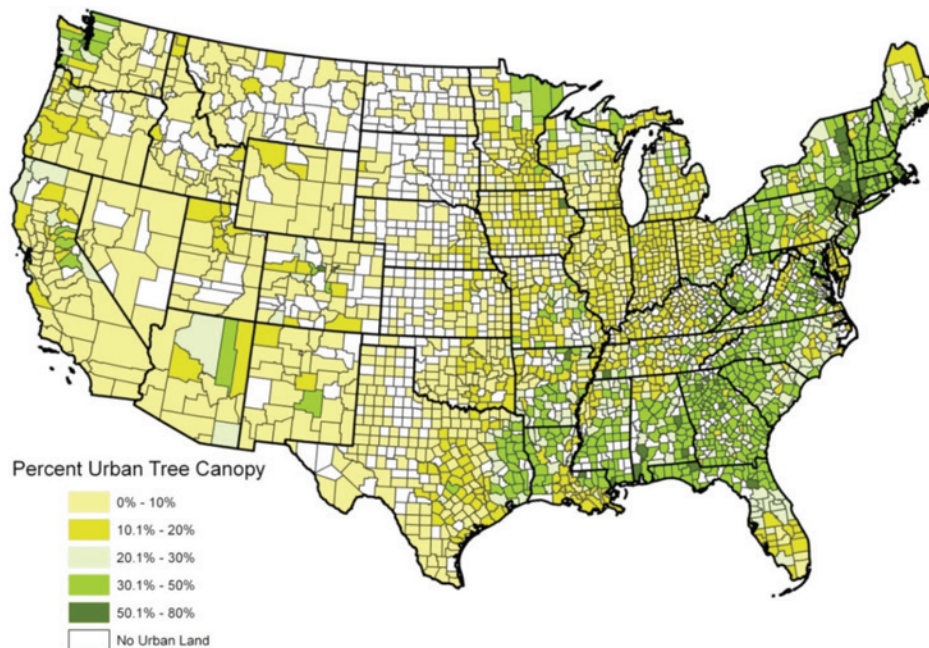 Percent Urban Tree Canopy
0% - 10%
10.1% - 20%
20.1% - 30%
30.1% - 50%
50.1% - 80%
No Urban Land